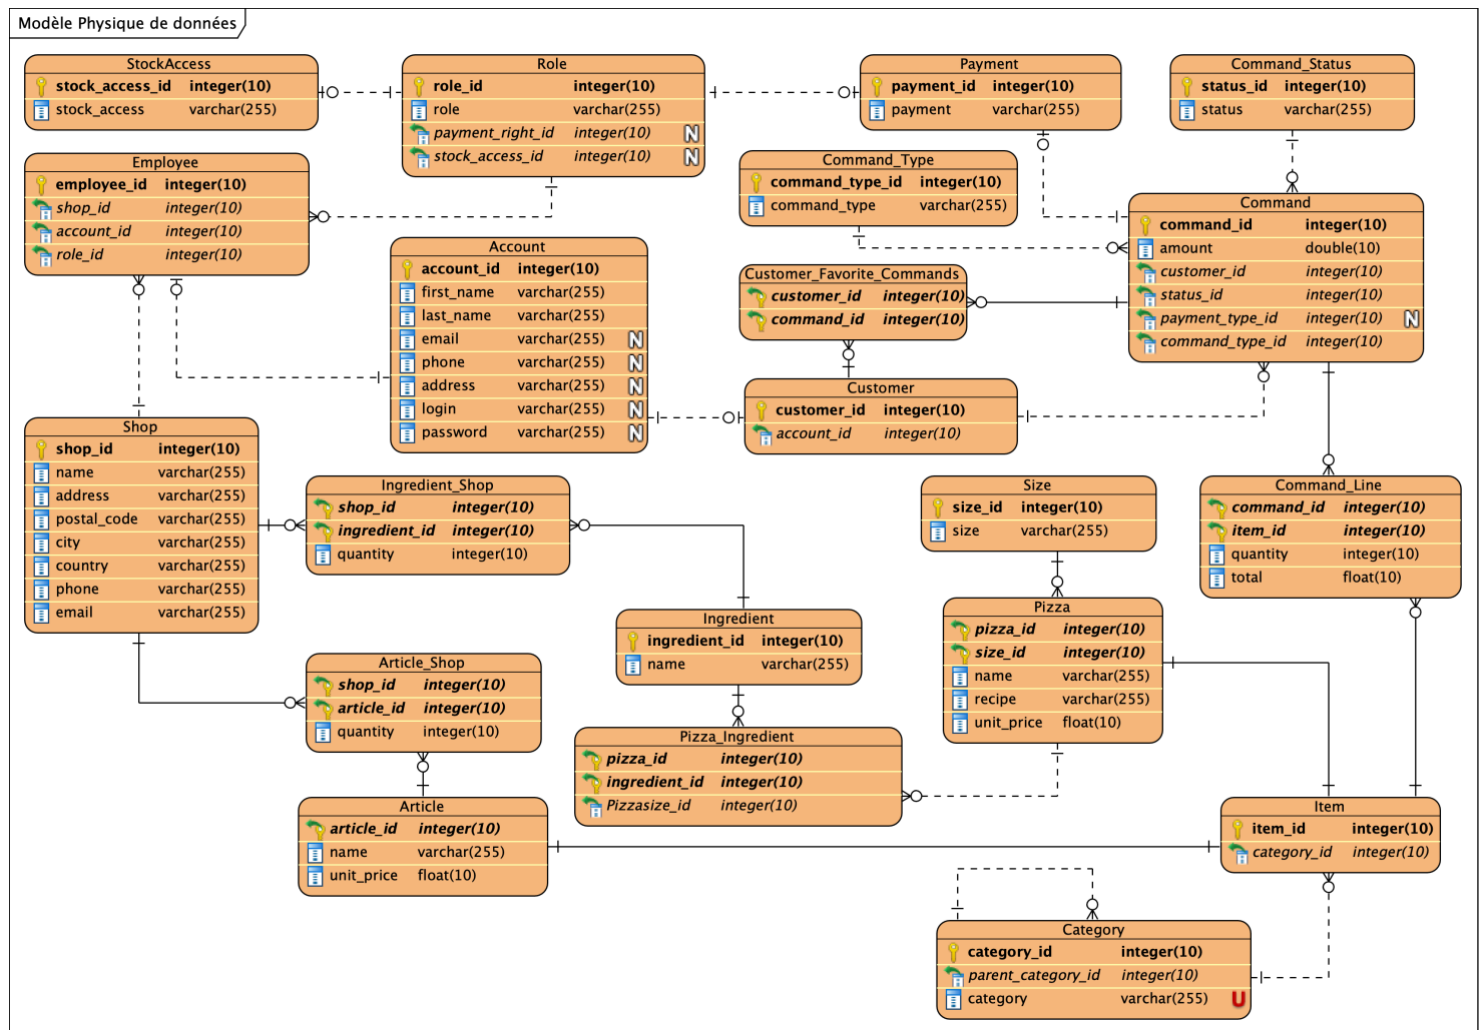 Modèle Physique de données
StockAccess
stock_access_id integer(10)
stock_access varchar(255)
Role
role_id integer(10)
role varchar(255)
payment_right_id integer(10) N
stock_access_id integer(10) N
Payment
payment_id integer(10)
payment varchar(255)
Command_Status
status_id integer(10)
status varchar(255)
Employee
employee_id integer(10)
shop_id integer(10)
account_id integer(10)
role_id integer(10)
Command_Type
command_type_id integer(10)
command_type varchar(255)
Command
command_id integer(10)
amount double(10)
customer_id integer(10)
status_id integer(10)
payment_type_id integer(10) N
command_type_id integer(10)
Account
account_id integer(10)
first_name varchar(255)
last_name varchar(255)
email varchar(255) N
phone varchar(255) N
address varchar(255) N
login varchar(255) N
password varchar(255) N
Customer_Favorite_Commands
customer_id integer(10)
command_id integer(10)
Customer
customer_id integer(10)
account_id integer(10)
Shop
shop_id integer(10)
name varchar(255)
address varchar(255)
postal_code varchar(255)
city varchar(255)
country varchar(255)
phone varchar(255)
email varchar(255)
Ingredient_Shop
shop_id integer(10)
ingredient_id integer(10)
quantity integer(10)
Size
size_id integer(10)
size varchar(255)
Command_Line
command_id integer(10)
item_id integer(10)
quantity integer(10)
total float(10)
Ingredient
ingredient_id integer(10)
name varchar(255)
Pizza
pizza_id integer(10)
size_id integer(10)
name varchar(255)
recipe varchar(255)
unit_price float(10)
Article_Shop
shop_id integer(10)
article_id integer(10)
quantity integer(10)
Pizza_Ingredient
pizza_id integer(10)
ingredient_id integer(10)
Pizzasize_id integer(10)
Article
article_id integer(10)
name varchar(255)
unit_price float(10)
Item
item_id integer(10)
category_id integer(10)
Category
category_id integer(10)
parent_category_id integer(10)
category varchar(255) U